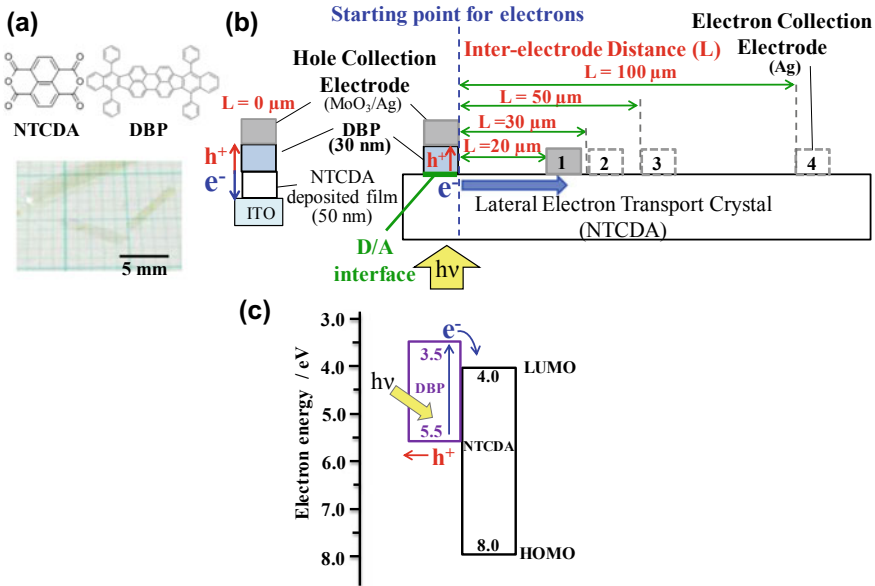 (a)
NTCDA
DBP
5 mm
(b)
Starting point for electrons
Hole Collection
Electrode
(MoO₃/Ag)
L = 0 μm
DBP
(30 nm)
h⁺
e⁻
NTCDA
deposited film
(50 nm)
ITO
Inter-electrode Distance (L)
Electron Collection
Electrode
(Ag)
L = 100 μm
L = 50 μm
L =30 μm
L =20 μm
h⁺
1
2
3
4
e⁻
Lateral Electron Transport Crystal
(NTCDA)
D/A
interface
hν
(c)
Electron energy / eV
3.0
4.0
5.0
6.0
7.0
8.0
e⁻
3.5
DBP
hν
5.5
h⁺
4.0
LUMO
NTCDA
8.0
HOMO